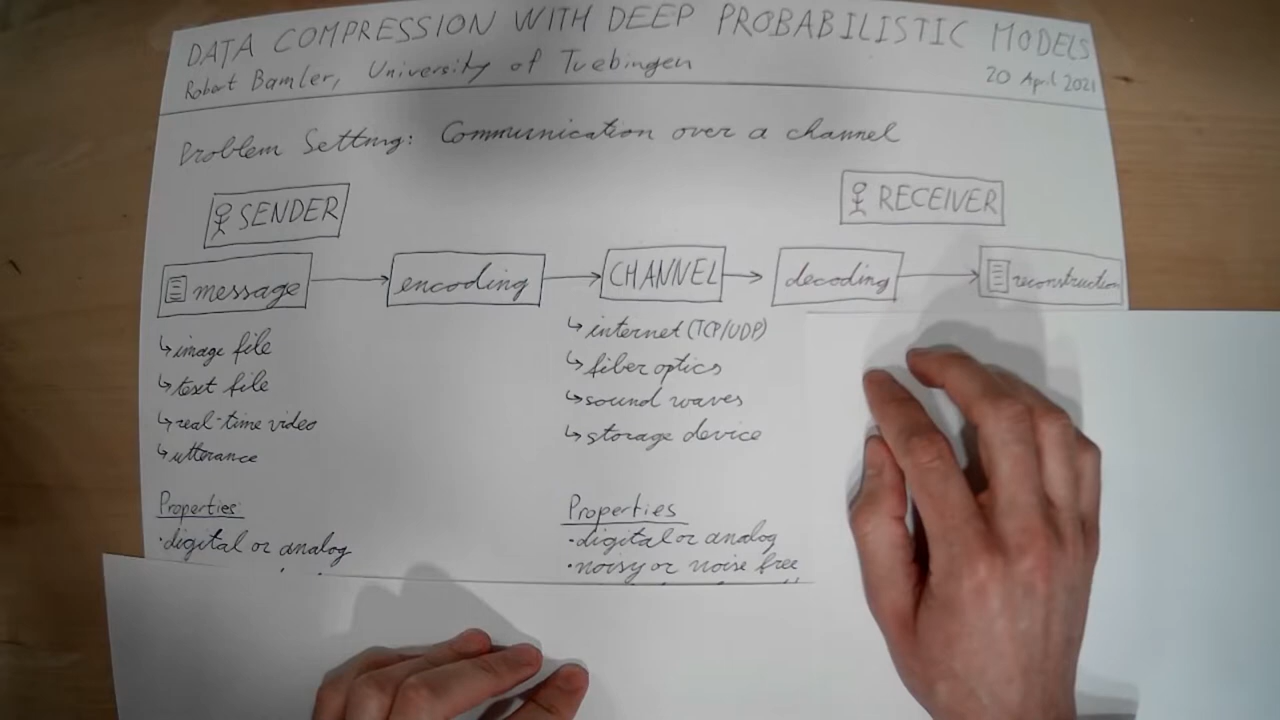 DATA COMPRESSION WITH DEEP PROBABILISTIC MODELS
Robert Bamler, University of Tuebingen
20 April 2021
Problem Setting: Communication over a channel
SENDER
RECEIVER
message
encoding
CHANNEL
decoding
reconstruction
↳ image file
↳ text file
↳ real-time video
↳ utterance
↳ internet (TCP/UDP)
↳ fiber optics
↳ sound waves
↳ storage device
Properties:
· digital or analog
Properties
· digital or analog
· noisy or noise free